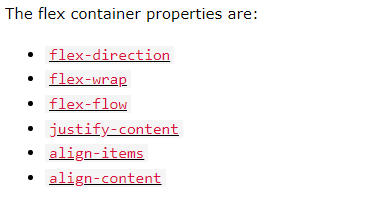 The flex container properties are:
flex-direction
flex-wrap
flex-flow
justify-content
align-items
align-content